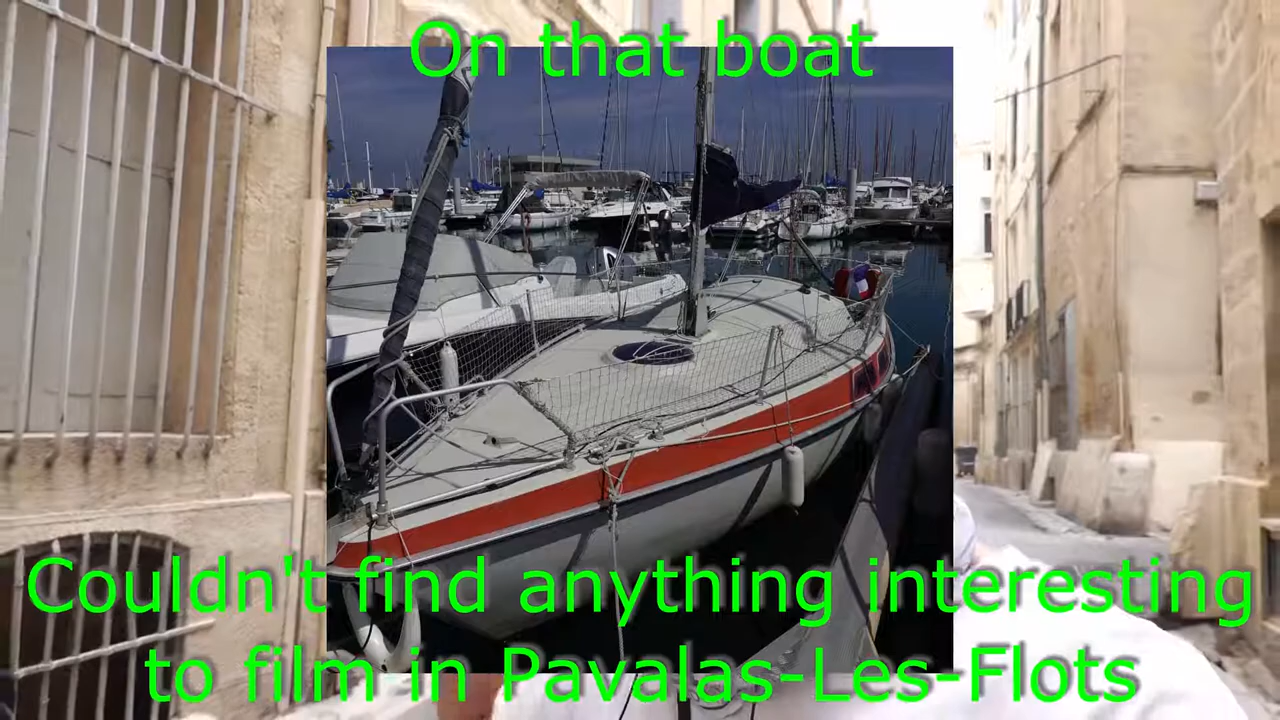 On that boat
Couldn't find anything interesting
to film in Pavalas-Les-Flots